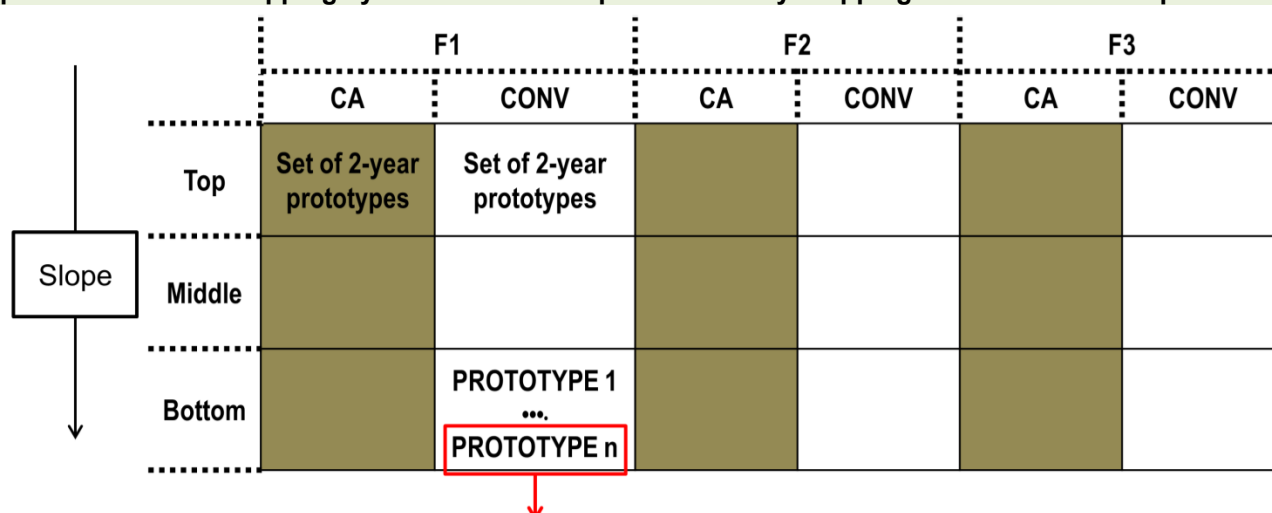 F1 F2 F3
CA CONV CA CONV CA CONV
Top
Set of 2-year
prototypes
Set of 2-year
prototypes
Slope
Middle
Bottom
PROTOTYPE 1
....
PROTOTYPE n